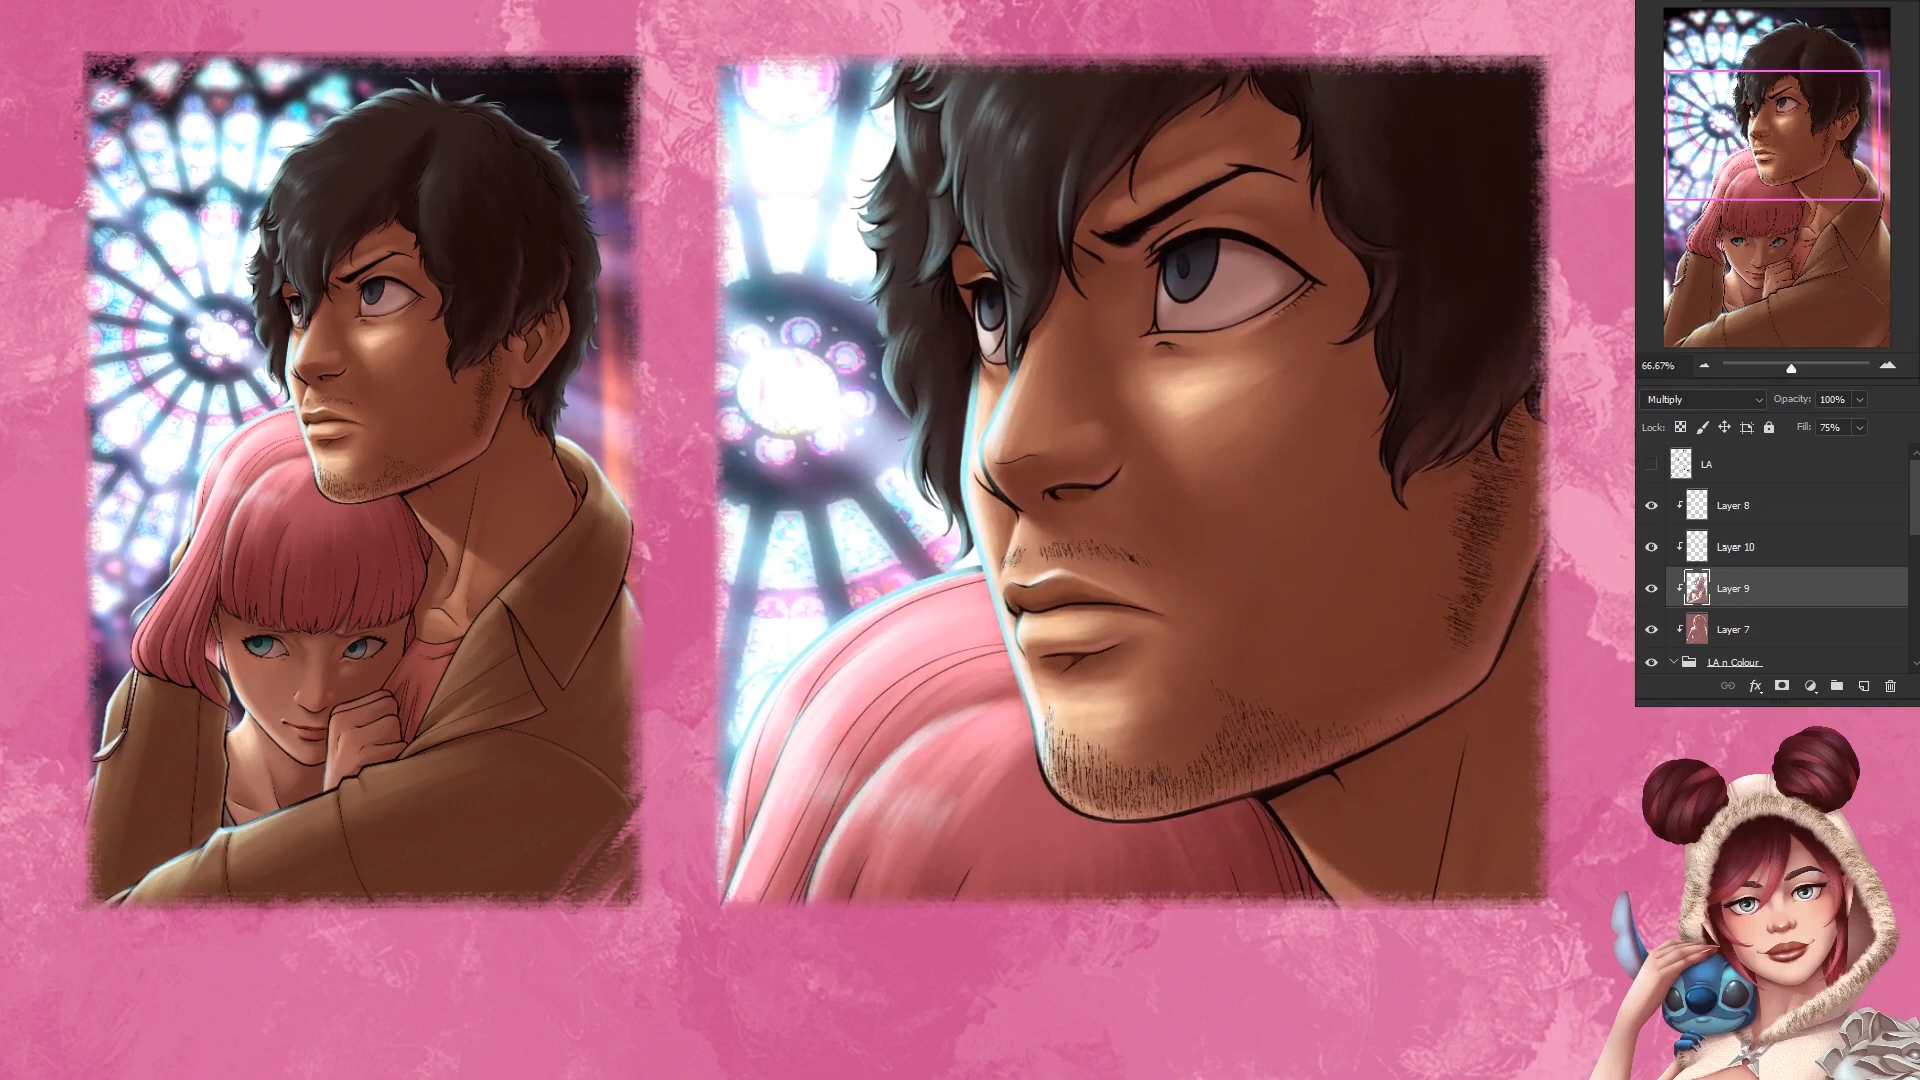 66.67%
Multiply Opacity: 100%
Lock: Fill: 75%
LA
Layer 8
Layer 10
Layer 9
Layer 7
LA n Colour
fx